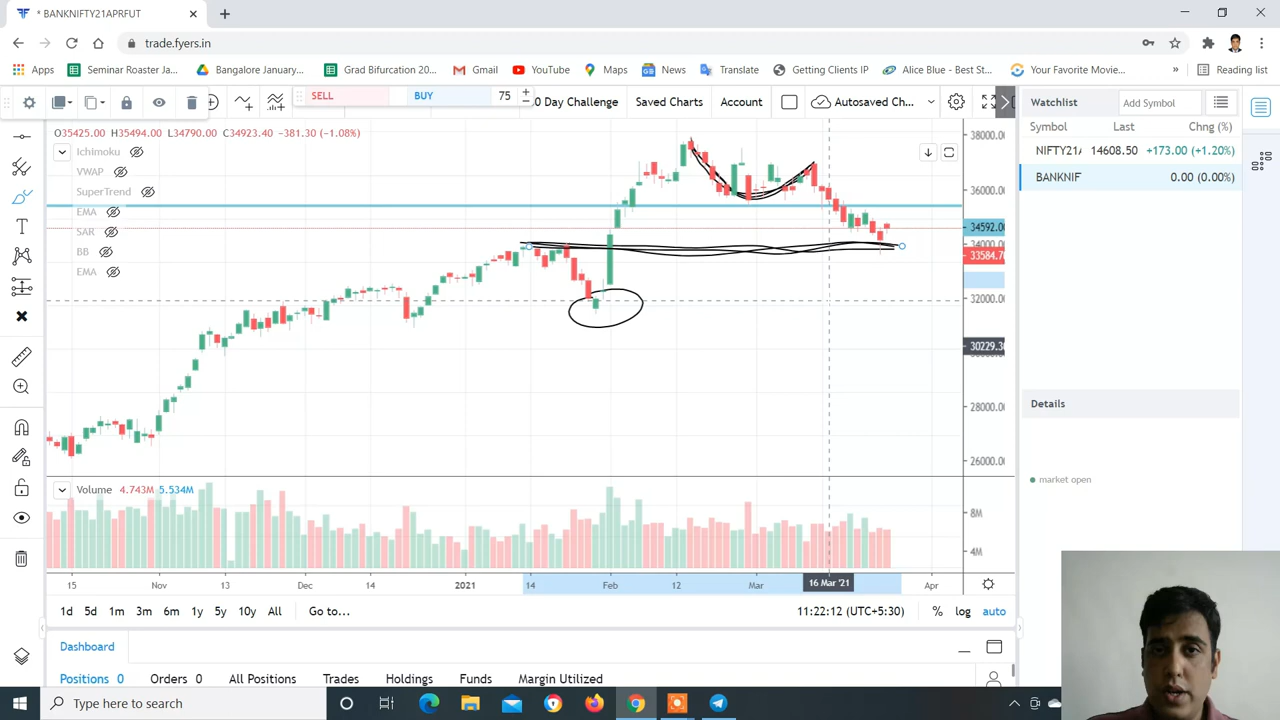 * BANKNIFTY21APRFUT
trade.fyers.in
Apps Seminar Roaster Ja... Bangalore January... Grad Bifurcation 20... Gmail YouTube Maps News Translate Getting Clients IP Alice Blue - Best St... Your Favorite Movie... » Reading list
SELL BUY 75 0 Day Challenge Saved Charts Account Autosaved Ch... Watchlist Add Symbol
Symbol Last Chng (%)
O35425.00 H35494.00 L34790.00 C34923.40 -381.30 (-1.08%)
NIFTY21 14608.50 +173.00 (+1.20%)
BANKNIF 0.00 (0.00%)
Ichimoku
VWAP
SuperTrend
EMA
SAR
BB
EMA
38000.00
36000.00
34592.00
34000.00
33584.70
32000.00
30229.3
28000.00
26000.00
Details
market open
Volume 4.743M 5.534M
8M
4M
15 Nov 13 Dec 14 2021 14 Feb 12 Mar 16 Mar '21 Apr
1d 5d 1m 3m 6m 1y 5y 10y All Go to... 11:22:12 (UTC+5:30) % log auto
Dashboard
Positions 0 Orders 0 All Positions Trades Holdings Funds Margin Utilized
Type here to search